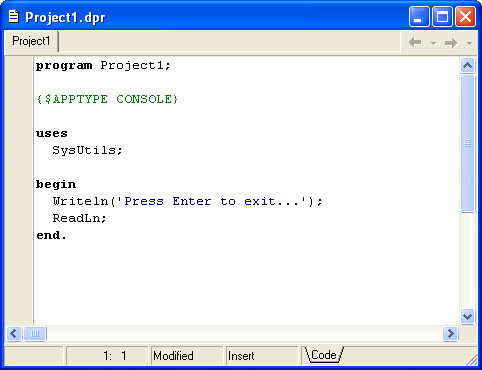 Project1.dpr
Project1
program Project1;
{$APPTYPE CONSOLE}
uses
SysUtils;
begin
Writeln('Press Enter to exit...');
ReadLn;
end.
1: 1 Modified Insert Code